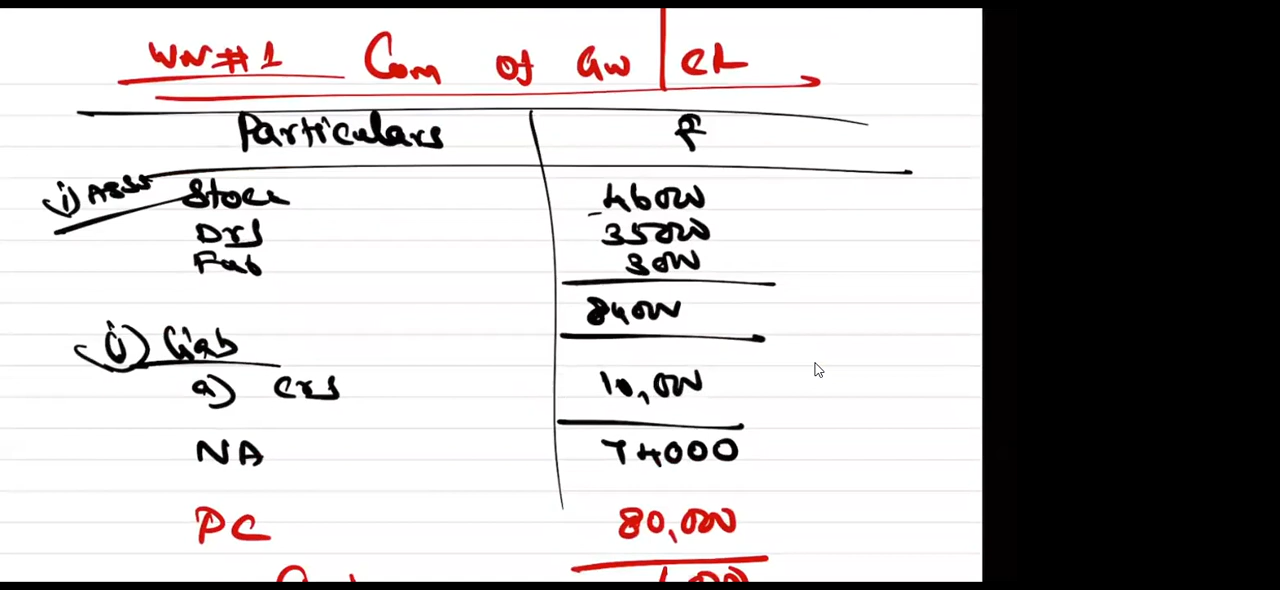 WN#1 Com of GW | CR
Particulars ₹
i) Ass Stock 46000
Drs 35000
Fab 3000
84000
ii) Liab
a) Crs 10,000
NA 74000
PC 80,000